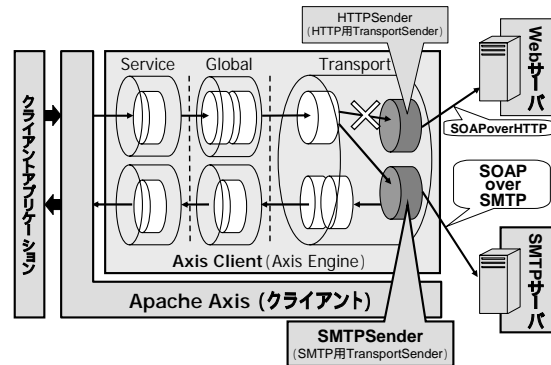 HTTPSender
(HTTP用TransportSender)
Webサーバ
Service
Global
Transport
クライアントアプリケーション
SOAPoverHTTP
SOAP
over
SMTP
Axis Client (Axis Engine)
Apache Axis (クライアント)
SMTPサーバ
SMTPSender
(SMTP用TransportSender)